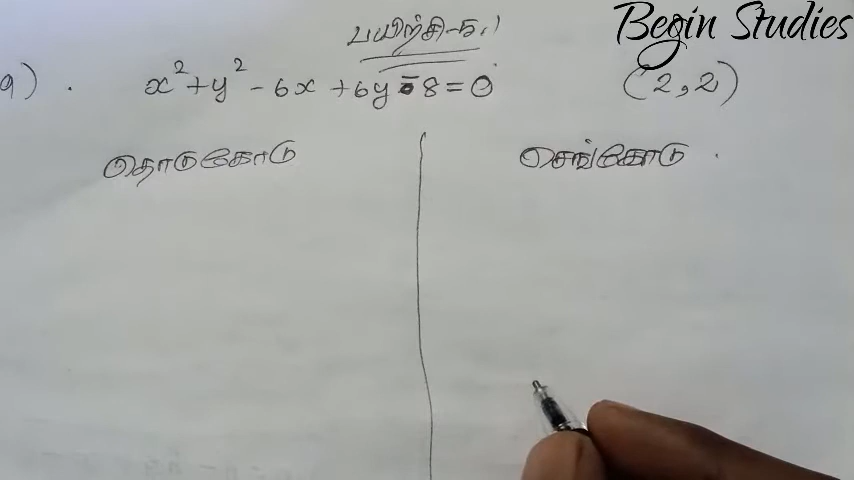 Begin Studies
பயிற்சி-5.1
9) . x²+y² - 6x + 6y - 8 = 0 (2,2)
தொடுகோடு செங்கோடு .